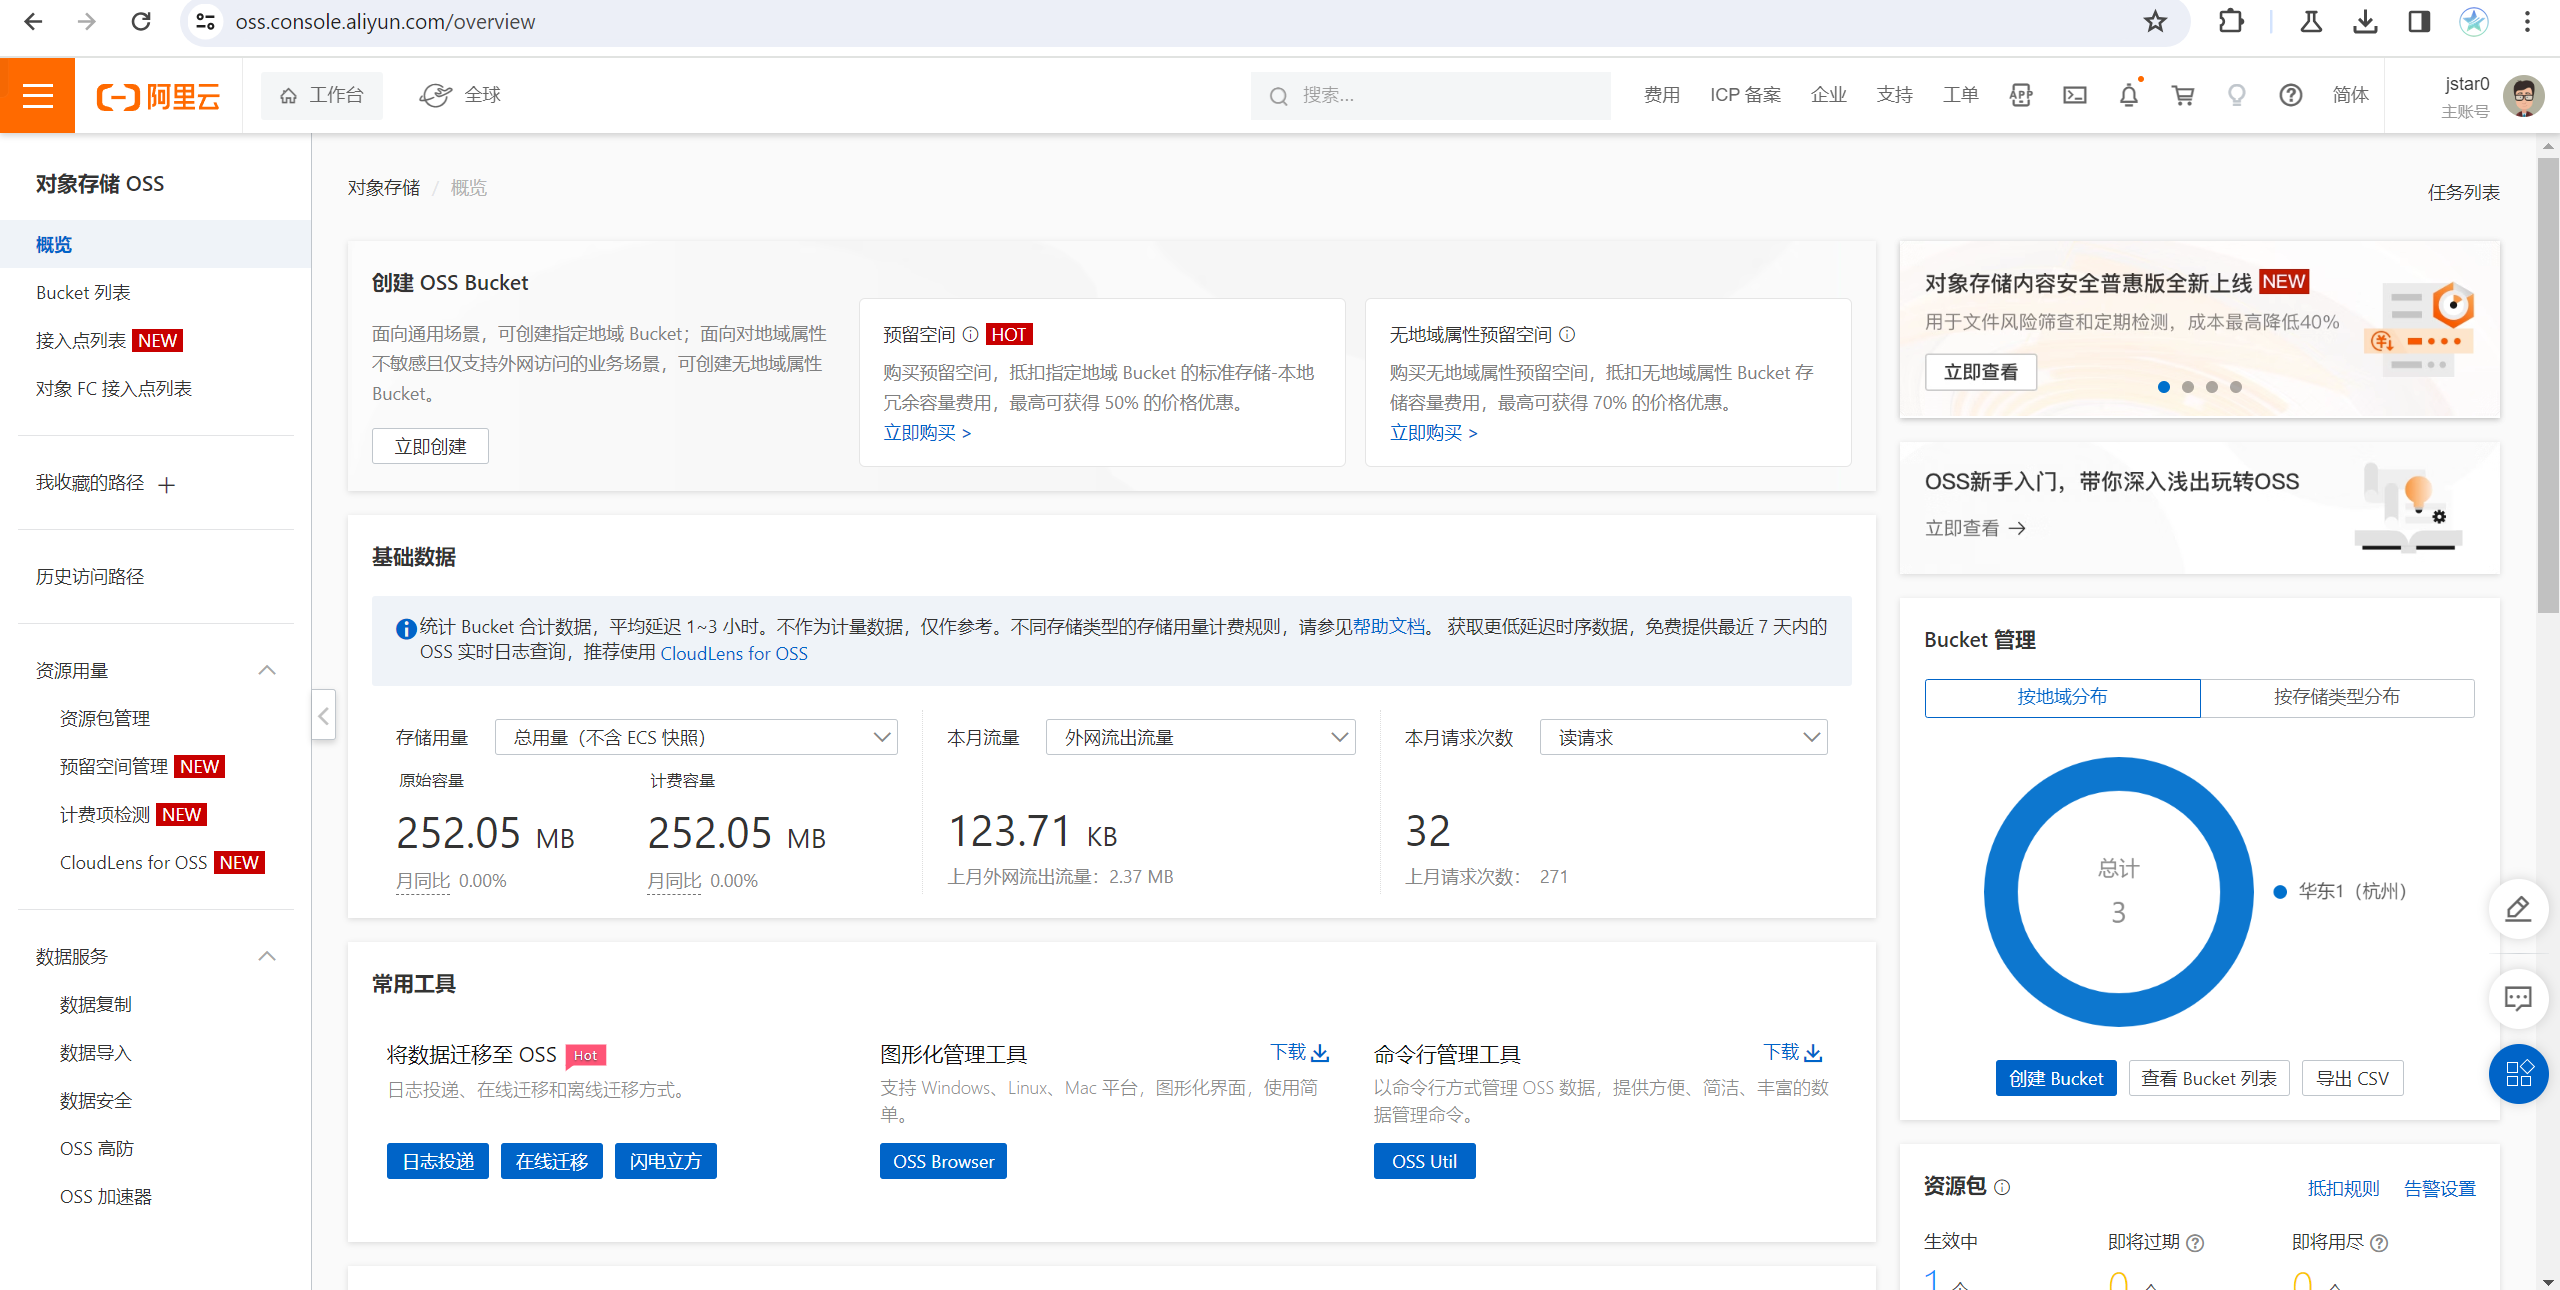 oss.console.aliyun.com/overview
阿里云
工作台
全球
搜索...
费用
ICP 备案
企业
支持
工单
APP
简体
jstar0
主账号
对象存储 OSS
概览
Bucket 列表
接入点列表 NEW
对象 FC 接入点列表
我收藏的路径
历史访问路径
资源用量
资源包管理
预留空间管理 NEW
计费项检测 NEW
CloudLens for OSS NEW
数据服务
数据复制
数据导入
数据安全
OSS 高防
OSS 加速器
对象存储 / 概览
任务列表
创建 OSS Bucket
面向通用场景，可创建指定地域 Bucket；面向对地域属性
不敏感且仅支持外网访问的业务场景，可创建无地域属性
Bucket。
立即创建
预留空间 HOT
购买预留空间，抵扣指定地域 Bucket 的标准存储-本地
冗余容量费用，最高可获得 50% 的价格优惠。
立即购买 >
无地域属性预留空间
购买无地域属性预留空间，抵扣无地域属性 Bucket 存
储容量费用，最高可获得 70% 的价格优惠。
立即购买 >
基础数据
统计 Bucket 合计数据，平均延迟 1~3 小时。不作为计量数据，仅作参考。不同存储类型的存储用量计费规则，请参见帮助文档。 获取更低延迟时序数据，免费提供最近 7 天内的
OSS 实时日志查询，推荐使用 CloudLens for OSS
存储用量
总用量（不含 ECS 快照）
原始容量
计费容量
252.05 MB
252.05 MB
月同比 0.00%
月同比 0.00%
本月流量
外网流出流量
123.71 KB
上月外网流出流量：2.37 MB
本月请求次数
读请求
32
上月请求次数： 271
常用工具
将数据迁移至 OSS Hot
日志投递、在线迁移和离线迁移方式。
日志投递
在线迁移
闪电立方
图形化管理工具
下载
支持 Windows、Linux、Mac 平台，图形化界面，使用简
单。
OSS Browser
命令行管理工具
下载
以命令行方式管理 OSS 数据，提供方便、简洁、丰富的数
据管理命令。
OSS Util
对象存储内容安全普惠版全新上线 NEW
用于文件风险筛查和定期检测，成本最高降低40%
立即查看
OSS新手入门，带你深入浅出玩转OSS
立即查看 →
Bucket 管理
按地域分布
按存储类型分布
总计
3
华东1（杭州）
创建 Bucket
查看 Bucket 列表
导出 CSV
资源包
抵扣规则
告警设置
生效中
即将过期
即将用尽
1 个
0 个
0 个